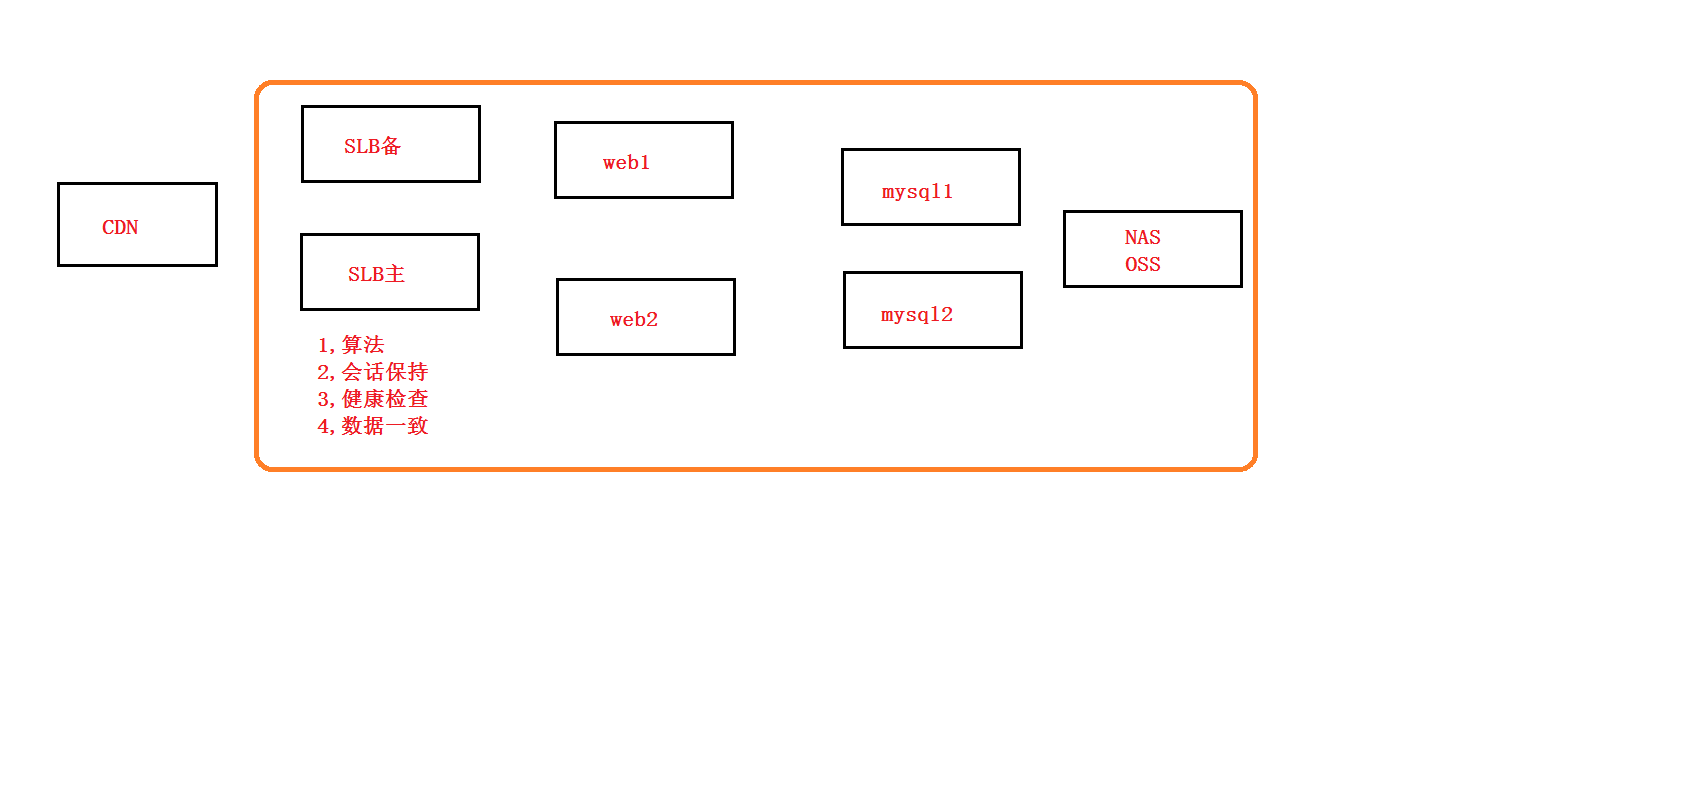 CDN
SLB备
SLB主
1,算法
2,会话保持
3,健康检查
4,数据一致
web1
web2
mysql1
mysql2
NAS
OSS